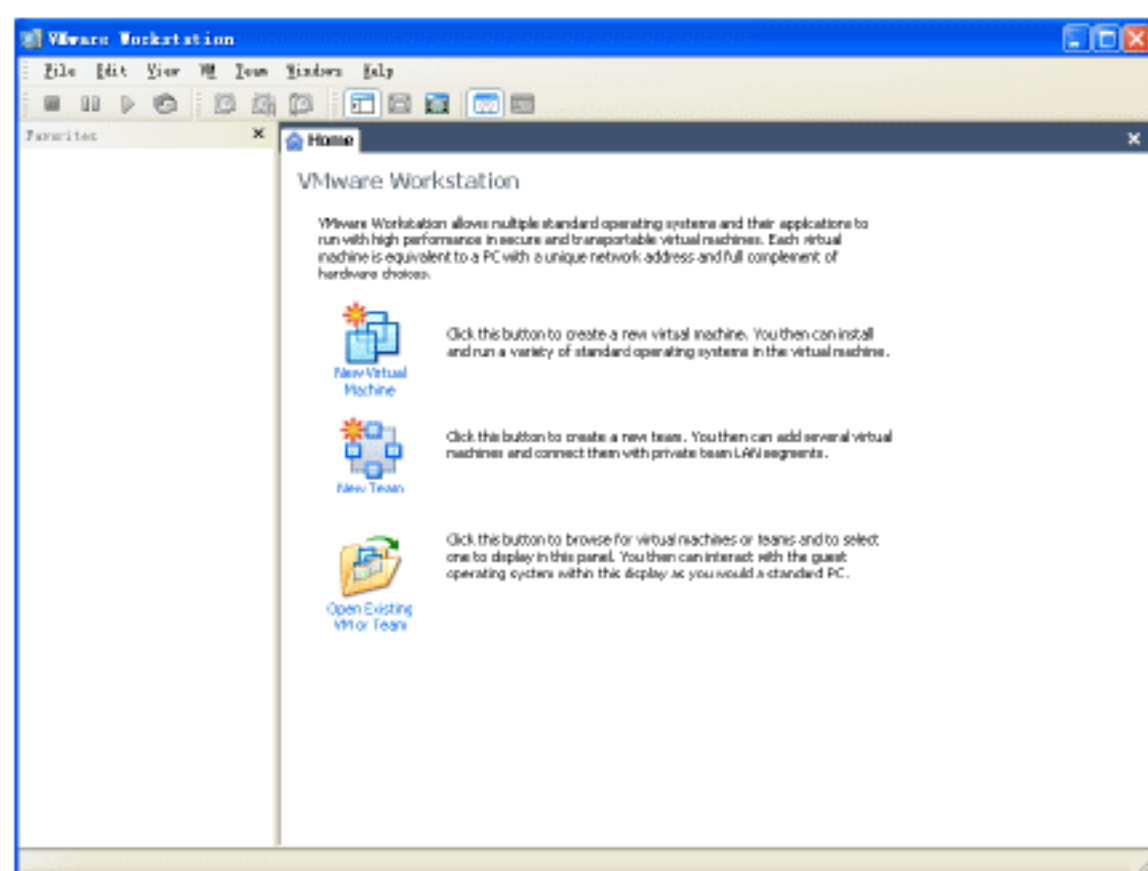 VMware Workstation
File Edit View VM Team Windows Help
Favorites
Home
VMware Workstation
VMware Workstation allows multiple standard operating systems and their applications to
run with high performance in secure and transportable virtual machines. Each virtual
machine is equivalent to a PC with a unique network address and full complement of
hardware choices.
Click this button to create a new virtual machine. You then can install
and run a variety of standard operating systems in the virtual machine.
New Virtual
Machine
Click this button to create a new team. You then can add several virtual
machines and connect them with private team LAN segments.
New Team
Click this button to browse for virtual machines or teams and to select
one to display in this panel. You then can interact with the guest
operating system within this display as you would a standard PC.
Open Existing
VM or Team